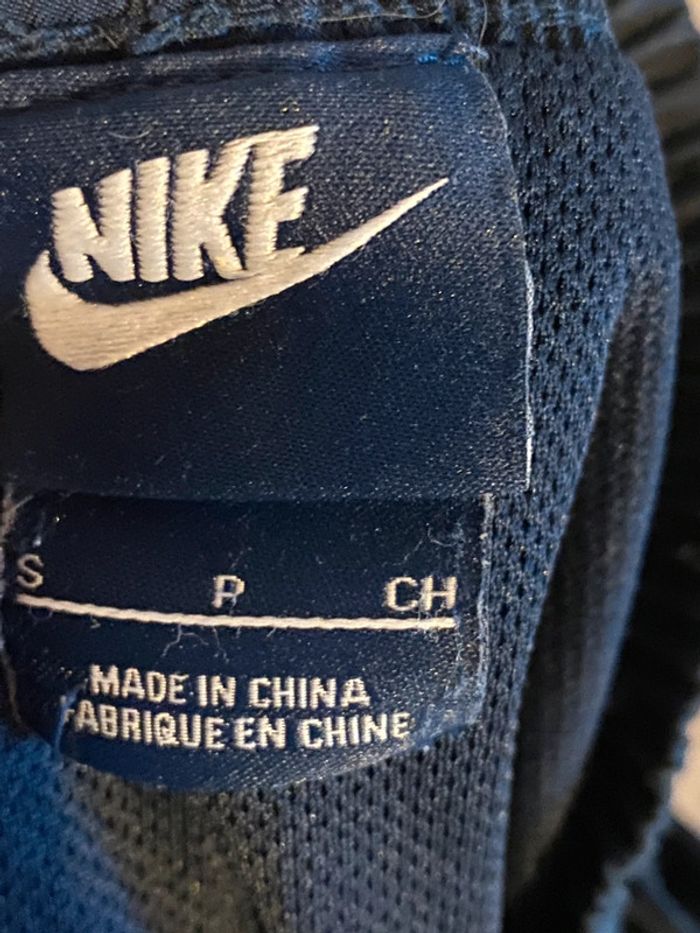 NIKE
S P CH
MADE IN CHINA
FABRIQUE EN CHINE